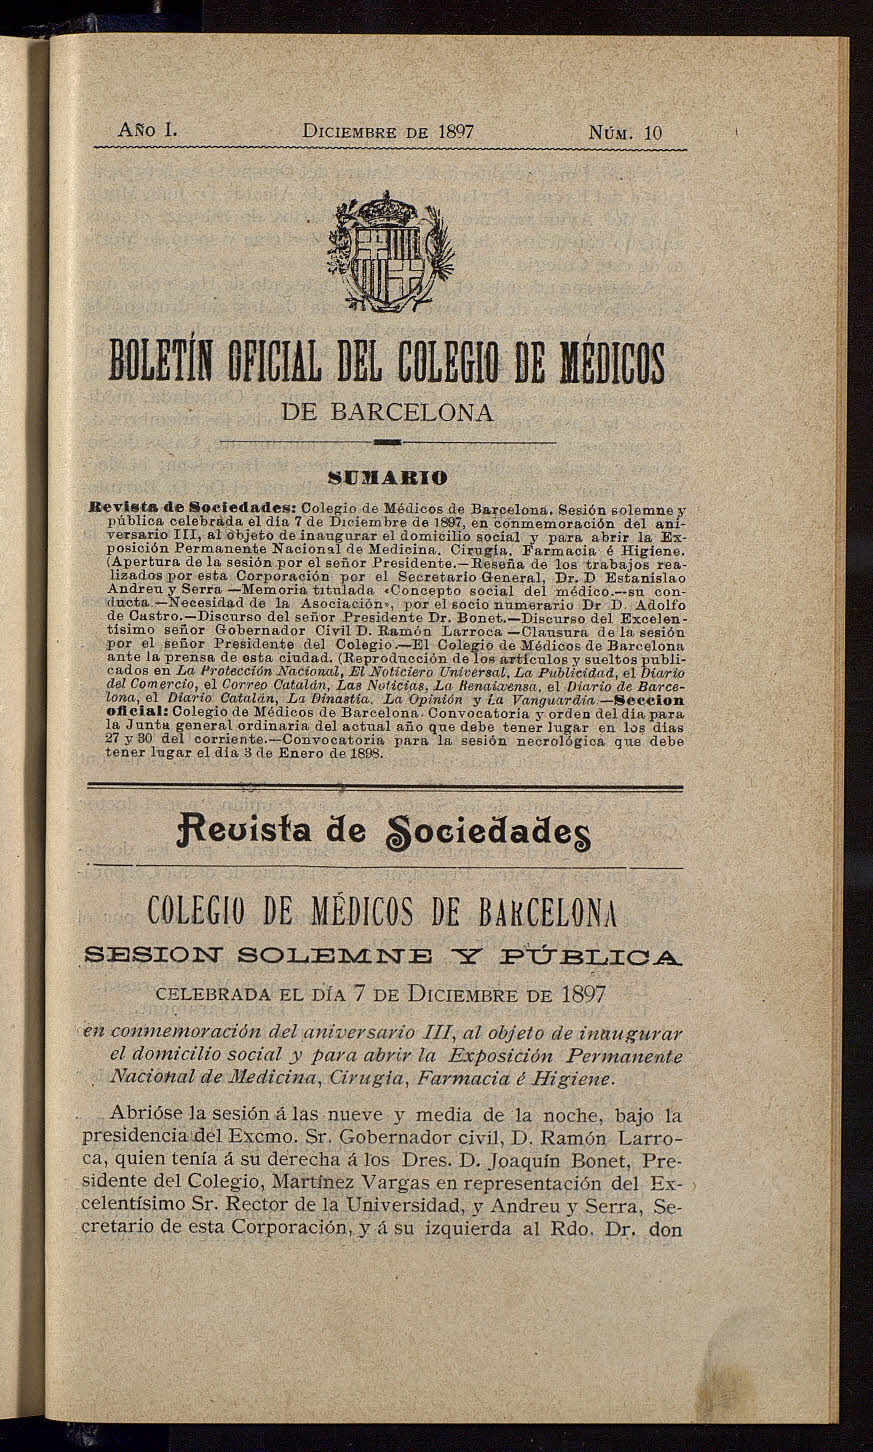 AÑO I. DICIEMBRE DE 1897 NÚM. 10
BOLETÍN OFICIAL DEL COLEGIO DE MÉDICOS
DE BARCELONA
SUMARIO
Revista de Sociedades: Colegio de Médicos de Barcelona. Sesión solemne y
pública celebrada el día 7 de Diciembre de 1897, en conmemoración del ani-
versario III, al objeto de inaugurar el domicilio social y para abrir la Ex-
posición Permanente Nacional de Medicina, Cirugía, Farmacia é Higiene.
(Apertura de la sesión por el señor Presidente.—Reseña de los trabajos rea-
lizados por esta Corporación por el Secretario General, Dr. D Estanislao
Andreu y Serra —Memoria titulada «Concepto social del médico.—su con-
ducta.—Necesidad de la Asociación», por el socio numerario Dr D. Adolfo
de Castro.—Discurso del señor Presidente Dr. Bonet.—Discurso del Excelen-
tisimo señor Gobernador Civil D. Ramón Larroca —Clausura de la sesión
por el señor Presidente del Colegio.—El Colegio de Médicos de Barcelona
ante la prensa de esta ciudad. (Reproducción de los artículos y sueltos publi-
cados en La Protección Nacional, El Noticiero Universal, La Publicidad, el Diario
del Comercio, el Correo Catalán, Las Noticias, La Renaixensa, el Diario de Barce-
lona, el Diario Catalán, La Dinastía, La Opinión y La Vanguardia.—Seccion
oficial: Colegio de Médicos de Barcelona. Convocatoria y orden del día para
la Junta general ordinaria del actual año que debe tener lugar en los días
27 y 30 del corriente.—Convocatoria para la sesión necrológica que debe
tener lugar el día 3 de Enero de 1898.
Revista de Sociedades
COLEGIO DE MÉDICOS DE BARCELONA
SESION SOLEMNE Y PÚBLICA
CELEBRADA EL DÍA 7 DE DICIEMBRE DE 1897
en conmemoración del aniversario III, al objeto de inaugurar
el domicilio social y para abrir la Exposición Permanente
Nacional de Medicina, Cirugia, Farmacia é Higiene.
Abrióse la sesión á las nueve y media de la noche, bajo la
presidencia del Excmo. Sr. Gobernador civil, D. Ramón Larro-
ca, quien tenía á su derecha á los Dres. D. Joaquín Bonet, Pre-
sidente del Colegio, Martínez Vargas en representación del Ex-
celentísimo Sr. Rector de la Universidad, y Andreu y Serra, Se-
cretario de esta Corporación, y á su izquierda al Rdo. Dr. don